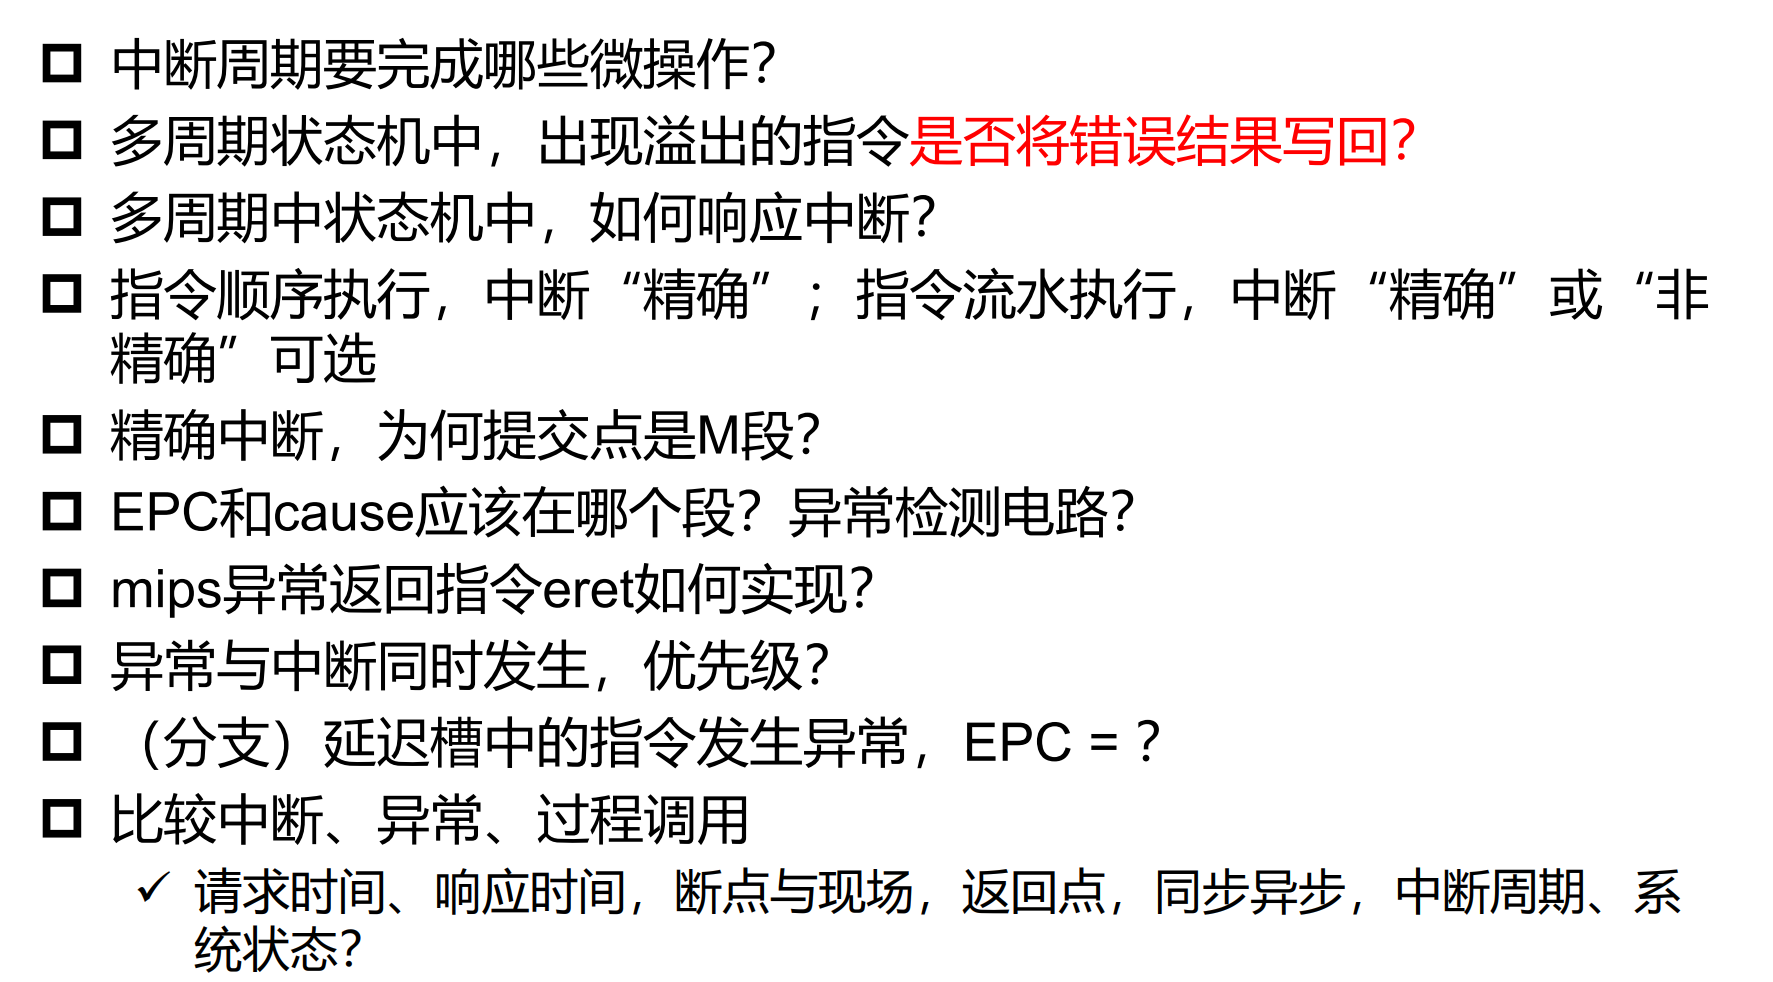 中断周期要完成哪些微操作？
多周期状态机中，出现溢出的指令是否将错误结果写回？
多周期中状态机中，如何响应中断？
指令顺序执行，中断“精确”；指令流水执行，中断“精确”或“非
精确”可选
精确中断，为何提交点是M段？
EPC和cause应该在哪个段？异常检测电路？
mips异常返回指令eret如何实现？
异常与中断同时发生，优先级？
（分支）延迟槽中的指令发生异常，EPC = ？
比较中断、异常、过程调用
请求时间、响应时间，断点与现场，返回点，同步异步，中断周期、系
统状态？